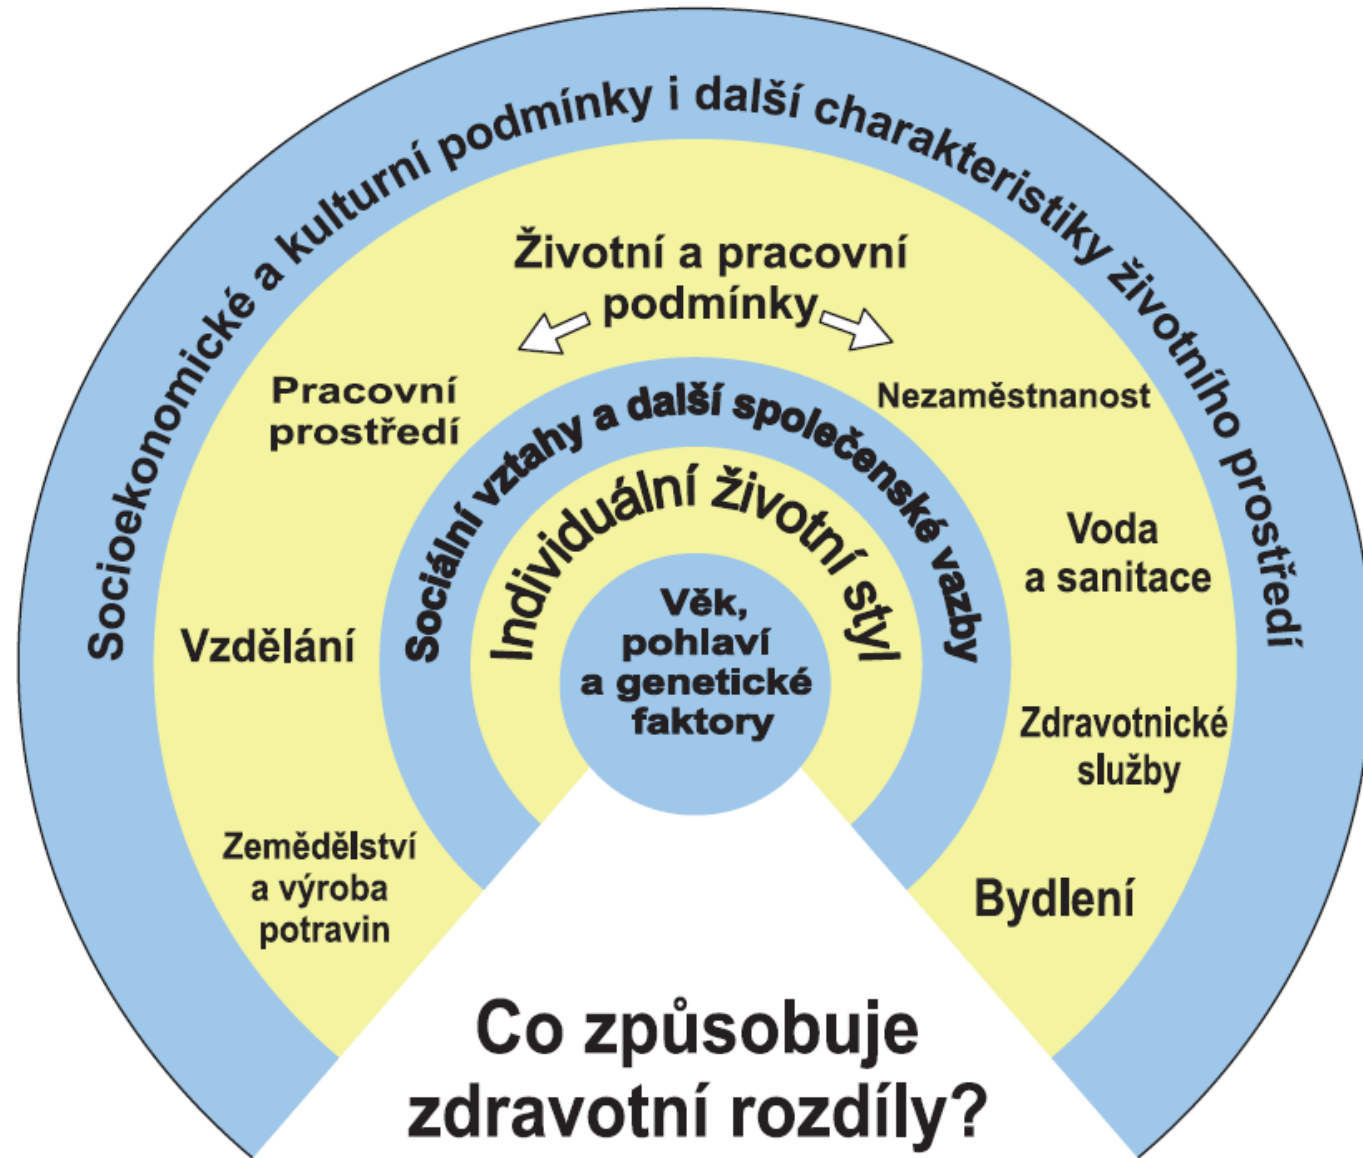 Socioekonomické a kulturní podmínky i další charakteristiky životního prostředí
Životní a pracovní
podmínky
Pracovní
prostředí
Nezaměstnanost
Sociální vztahy a další společenské vazby
Individuální životní styl
Voda
a sanitace
Věk,
pohlaví
a genetické
faktory
Vzdělání
Zdravotnické
služby
Zemědělství
a výroba
potravin
Bydlení
Co způsobuje
zdravotní rozdíly?